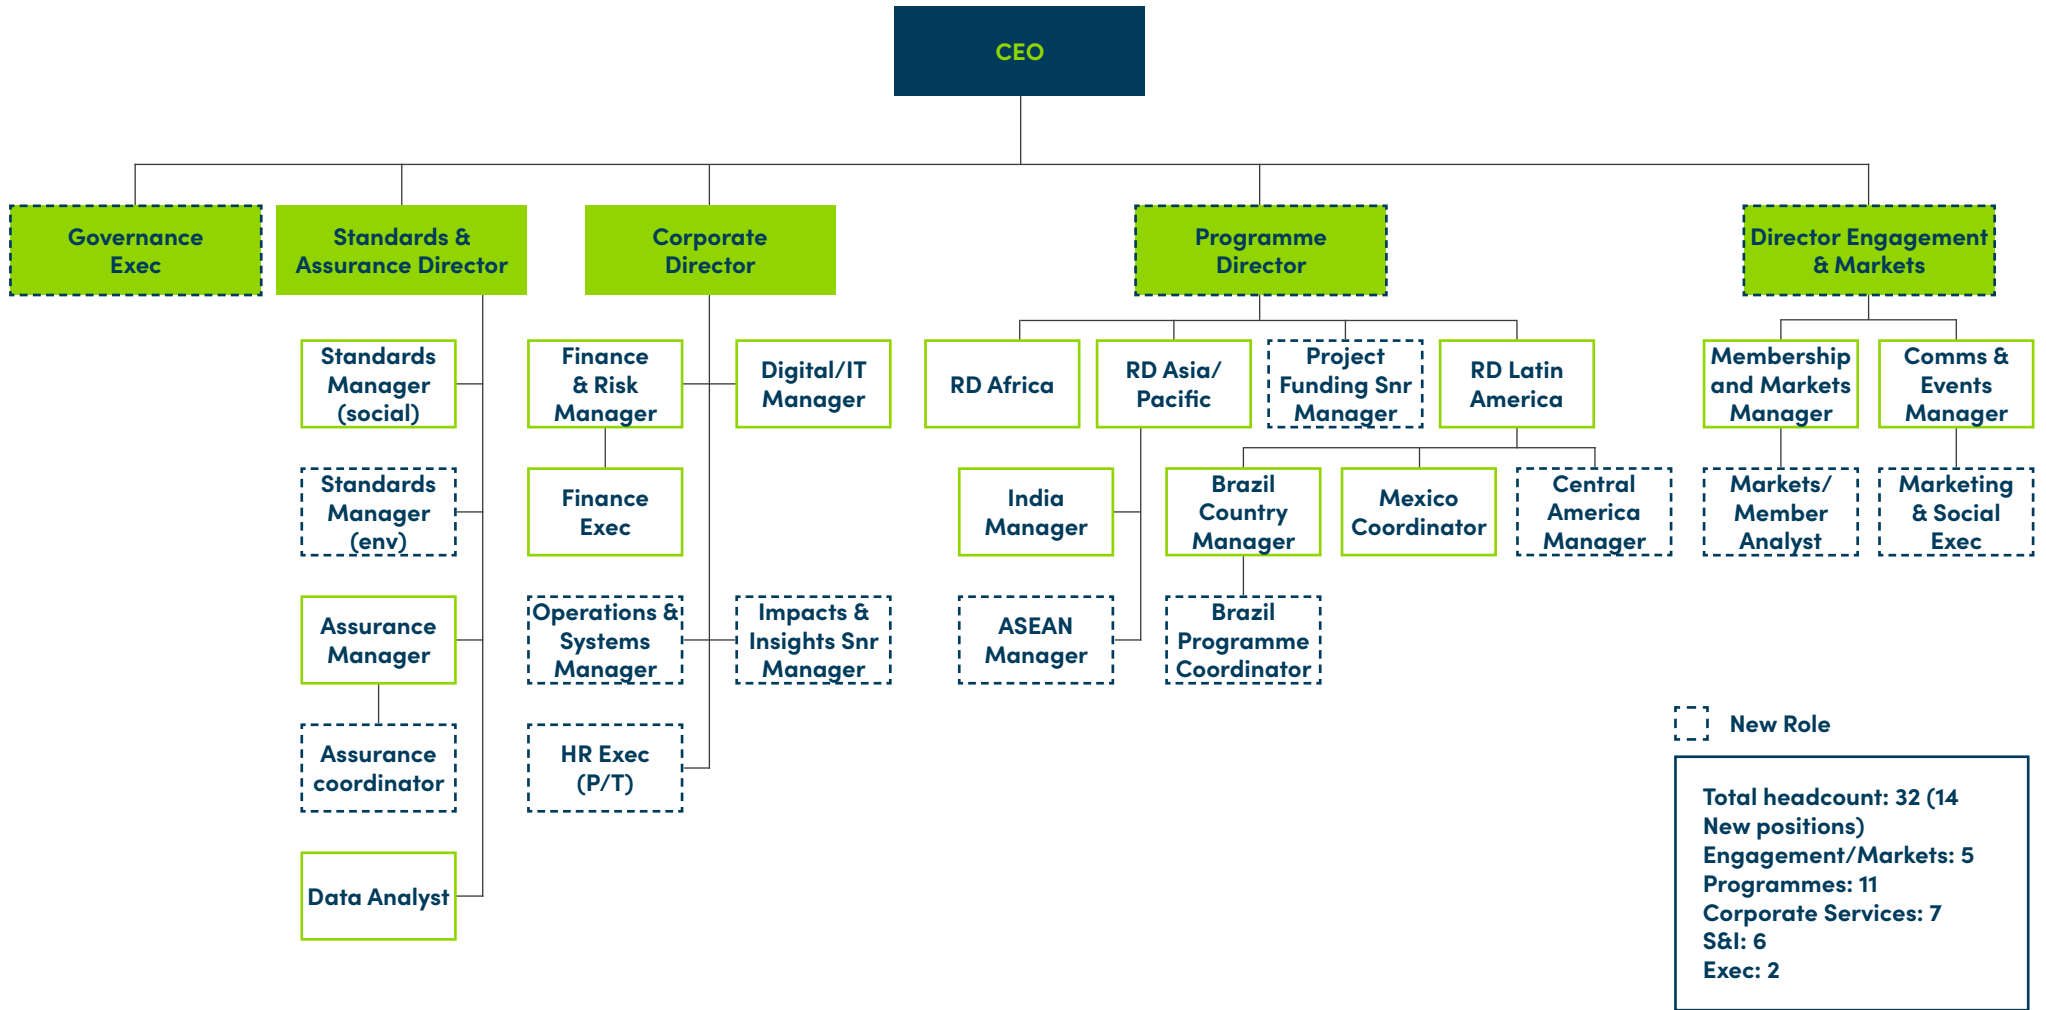 CEO
Governance
Exec
Standards &
Assurance Director
Corporate
Director
Programme
Director
Director Engagement
& Markets
Standards
Manager
(social)
Finance
& Risk
Manager
Digital/IT
Manager
RD Africa
RD Asia/
Pacific
Project
Funding Snr
Manager
RD Latin
America
Membership
and Markets
Manager
Comms &
Events
Manager
Standards
Manager
(env)
Finance
Exec
India
Manager
Brazil
Country
Manager
Mexico
Coordinator
Central
America
Manager
Markets/
Member
Analyst
Marketing
& Social
Exec
Assurance
Manager
Operations &
Systems
Manager
Impacts &
Insights Snr
Manager
ASEAN
Manager
Brazil
Programme
Coordinator
Assurance
coordinator
HR Exec
(P/T)
New Role
Data Analyst
Total headcount: 32 (14
New positions)
Engagement/Markets: 5
Programmes: 11
Corporate Services: 7
S&I: 6
Exec: 2